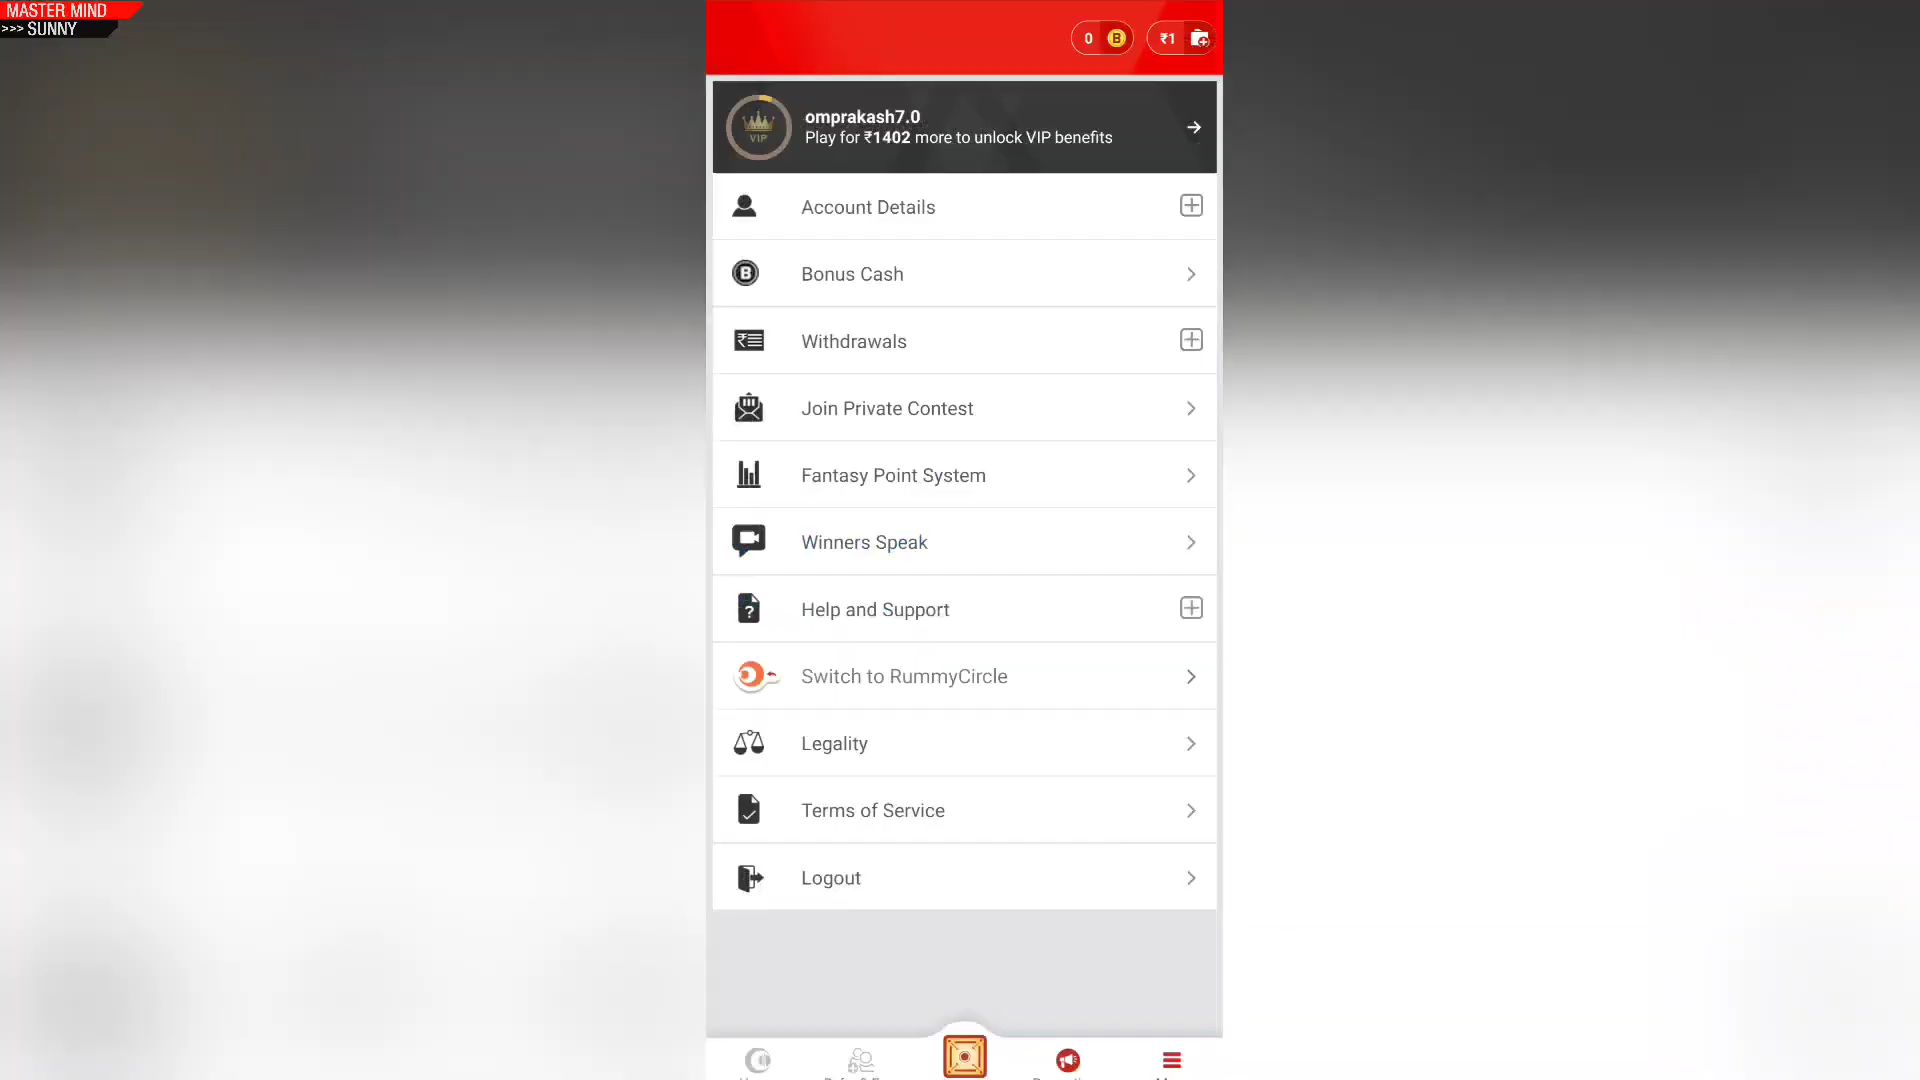 MASTER MIND
>>> SUNNY
0 B
₹1
omprakash7.0
VIP
Play for ₹1402 more to unlock VIP benefits
Account Details
Bonus Cash
Withdrawals
Join Private Contest
Fantasy Point System
Winners Speak
Help and Support
Switch to RummyCircle
Legality
Terms of Service
Logout